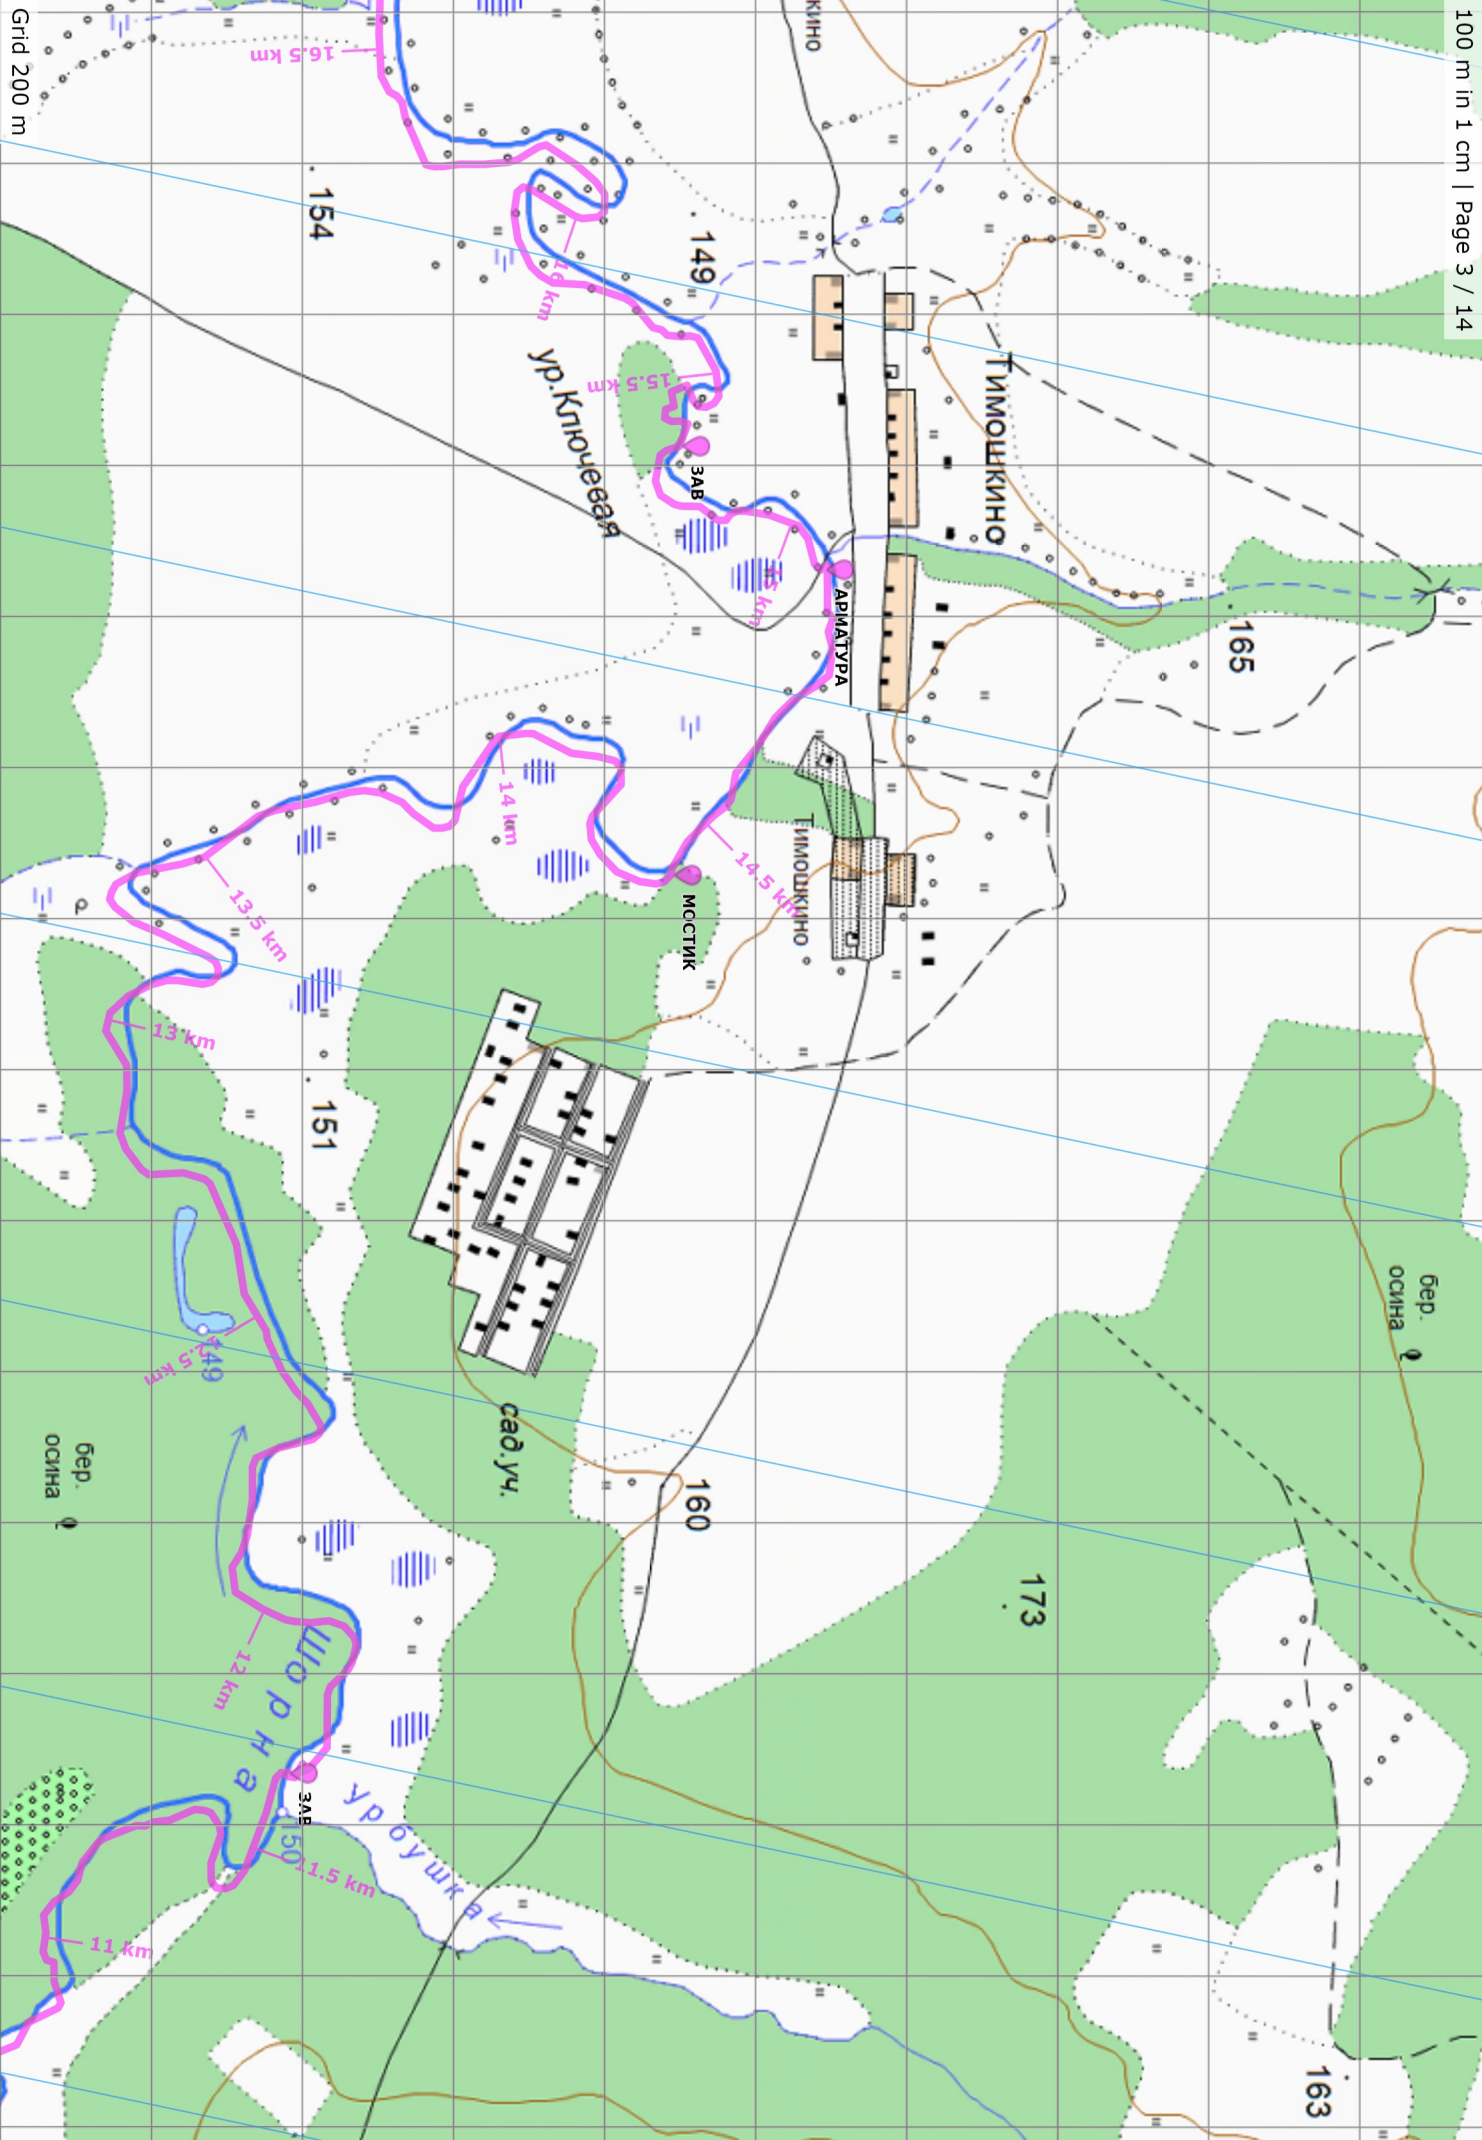 100 m in 1 cm | Page 3 / 14
Grid 200 m
кино
16.5 km
154
149
16 km
15.5 km
ур.Ключевая
Тимошкино
ЗАВ
15 km
АРМАТУРА
165
14 km
14.5 km
Тимошкино
МОСТИК
13.5 km
13 km
151
149
2.5 km
бер.
осина
бер.
осина
сад.уч.
160
173
12 km
Шорна
ЗАВ
150
11.5 km
Урбушка
11 km
163